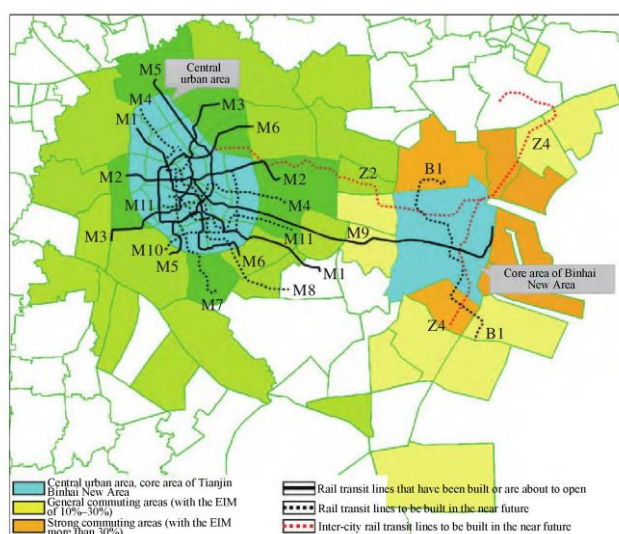 M5
Central
urban area
M4
M3
M1
M6
M2
M2
Z2
B1
Z4
M11
M4
M11
M9
M3
M10
M5
M6
M1
M7
M8
Core area of Binhai
New Area
Z4
B1
Central urban area, core area of Tianjin
Binhai New Area
General commuting areas (with the EIM
of 10%–30%)
Strong commuting areas (with the EIM
more than 30%)
Rail transit lines that have been built or are about to open
Rail transit lines to be built in the near future
Inter-city rail transit lines to be built in the near future